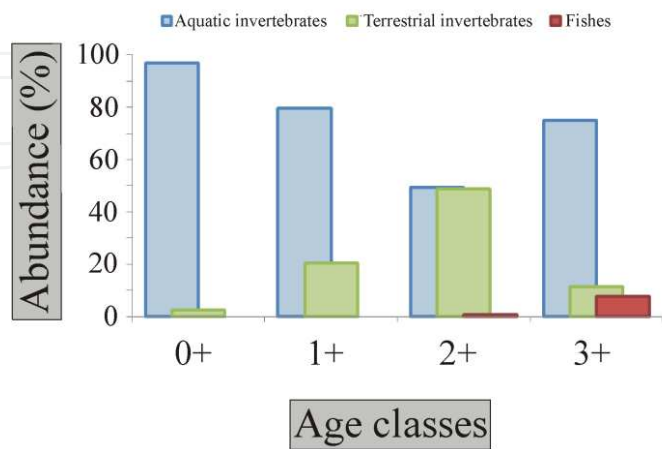 Aquatic invertebrates Terrestrial invertebrates Fishes
Abundance (%)
100
80
60
40
20
0
0+ 1+ 2+ 3+
Age classes